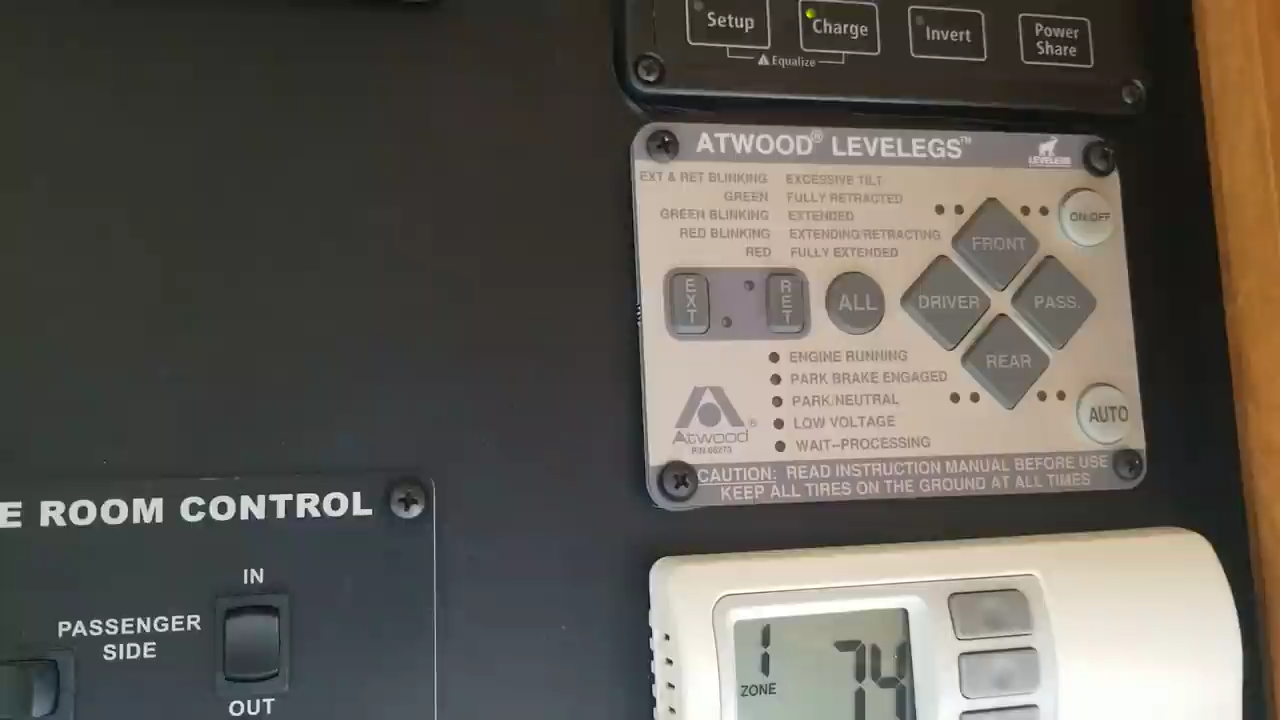 Setup
Charge
Invert
Power
Share
Equalize
ATWOOD® LEVELEGS™
LEVELEGS
EXT & RET BLINKING EXCESSIVE TILT
GREEN FULLY RETRACTED
GREEN BLINKING EXTENDED
RED BLINKING EXTENDING/RETRACTING
RED FULLY EXTENDED
ON/OFF
FRONT
EXT
RET
ALL
DRIVER
PASS.
REAR
ENGINE RUNNING
PARK BRAKE ENGAGED
PARK/NEUTRAL
LOW VOLTAGE
WAIT-PROCESSING
AUTO
Atwood®
CAUTION: READ INSTRUCTION MANUAL BEFORE USE
KEEP ALL TIRES ON THE GROUND AT ALL TIMES
E ROOM CONTROL
IN
PASSENGER
SIDE
OUT
1
ZONE
74